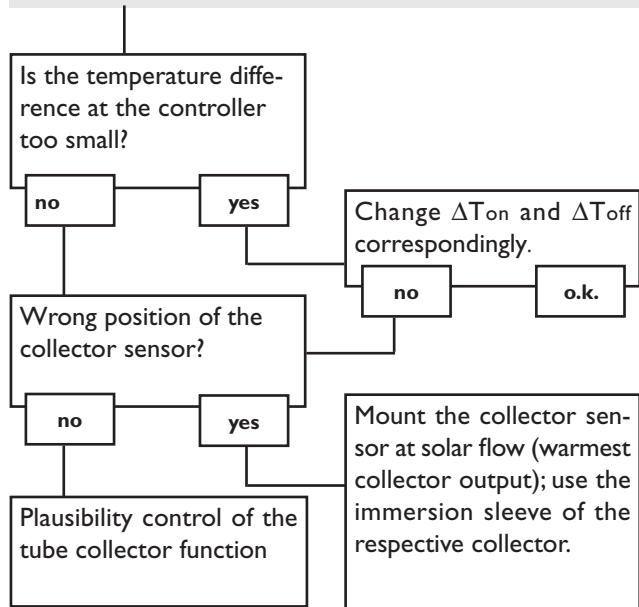 Is the temperature diffe-
rence at the controller
too small?
no
yes
Change ΔTon and ΔToff
correspondingly.
no
o.k.
Wrong position of the
collector sensor?
no
yes
Mount the collector sen-
sor at solar flow (warmest
collector output); use the
immersion sleeve of the
respective collector.
Plausibility control of the
tube collector function